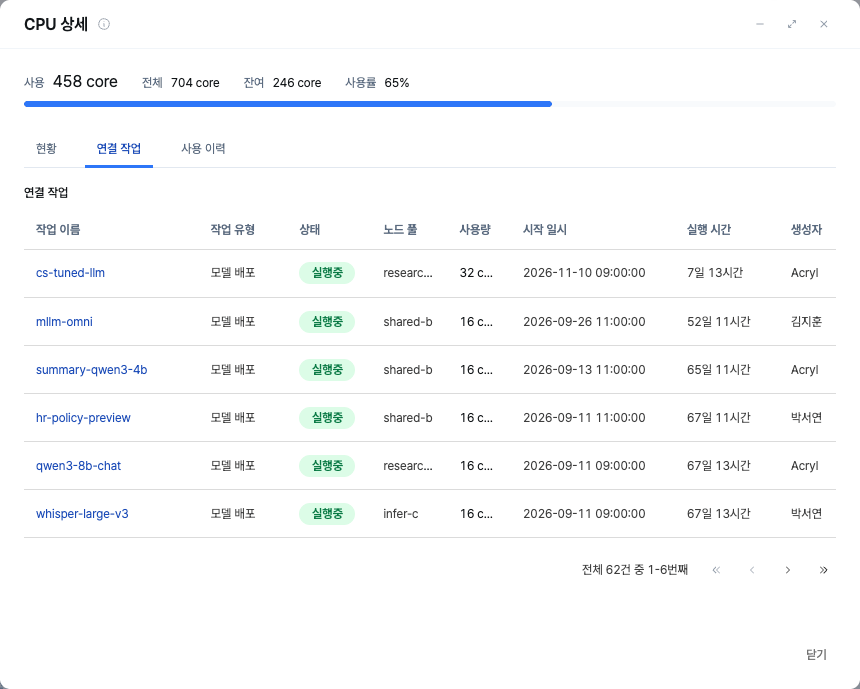 CPU 상세
사용 458 core 전체 704 core 잔여 246 core 사용률 65%
현황 연결 작업 사용 이력
연결 작업
작업 이름 작업 유형 상태 노드 풀 사용량 시작 일시 실행 시간 생성자
cs-tuned-llm 모델 배포 실행중 researc... 32 c... 2026-11-10 09:00:00 7일 13시간 Acryl
mllm-omni 모델 배포 실행중 shared-b 16 c... 2026-09-26 11:00:00 52일 11시간 김지훈
summary-qwen3-4b 모델 배포 실행중 shared-b 16 c... 2026-09-13 11:00:00 65일 11시간 Acryl
hr-policy-preview 모델 배포 실행중 shared-b 16 c... 2026-09-11 11:00:00 67일 11시간 박서연
qwen3-8b-chat 모델 배포 실행중 researc... 16 c... 2026-09-11 09:00:00 67일 13시간 Acryl
whisper-large-v3 모델 배포 실행중 infer-c 16 c... 2026-09-11 09:00:00 67일 13시간 박서연
전체 62건 중 1-6번째
닫기